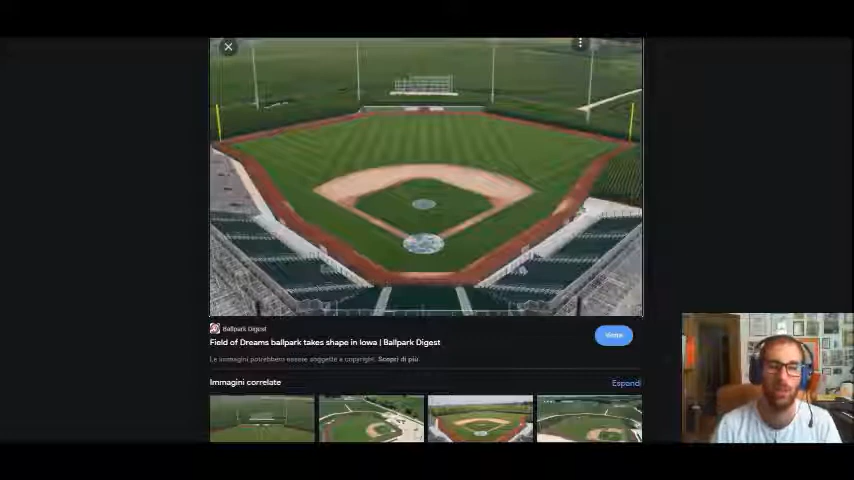 Ballpark Digest
Field of Dreams ballpark takes shape in Iowa | Ballpark Digest
Le immagini potrebbero essere soggette a copyright. Scopri di più
Immagini correlate
Espandi